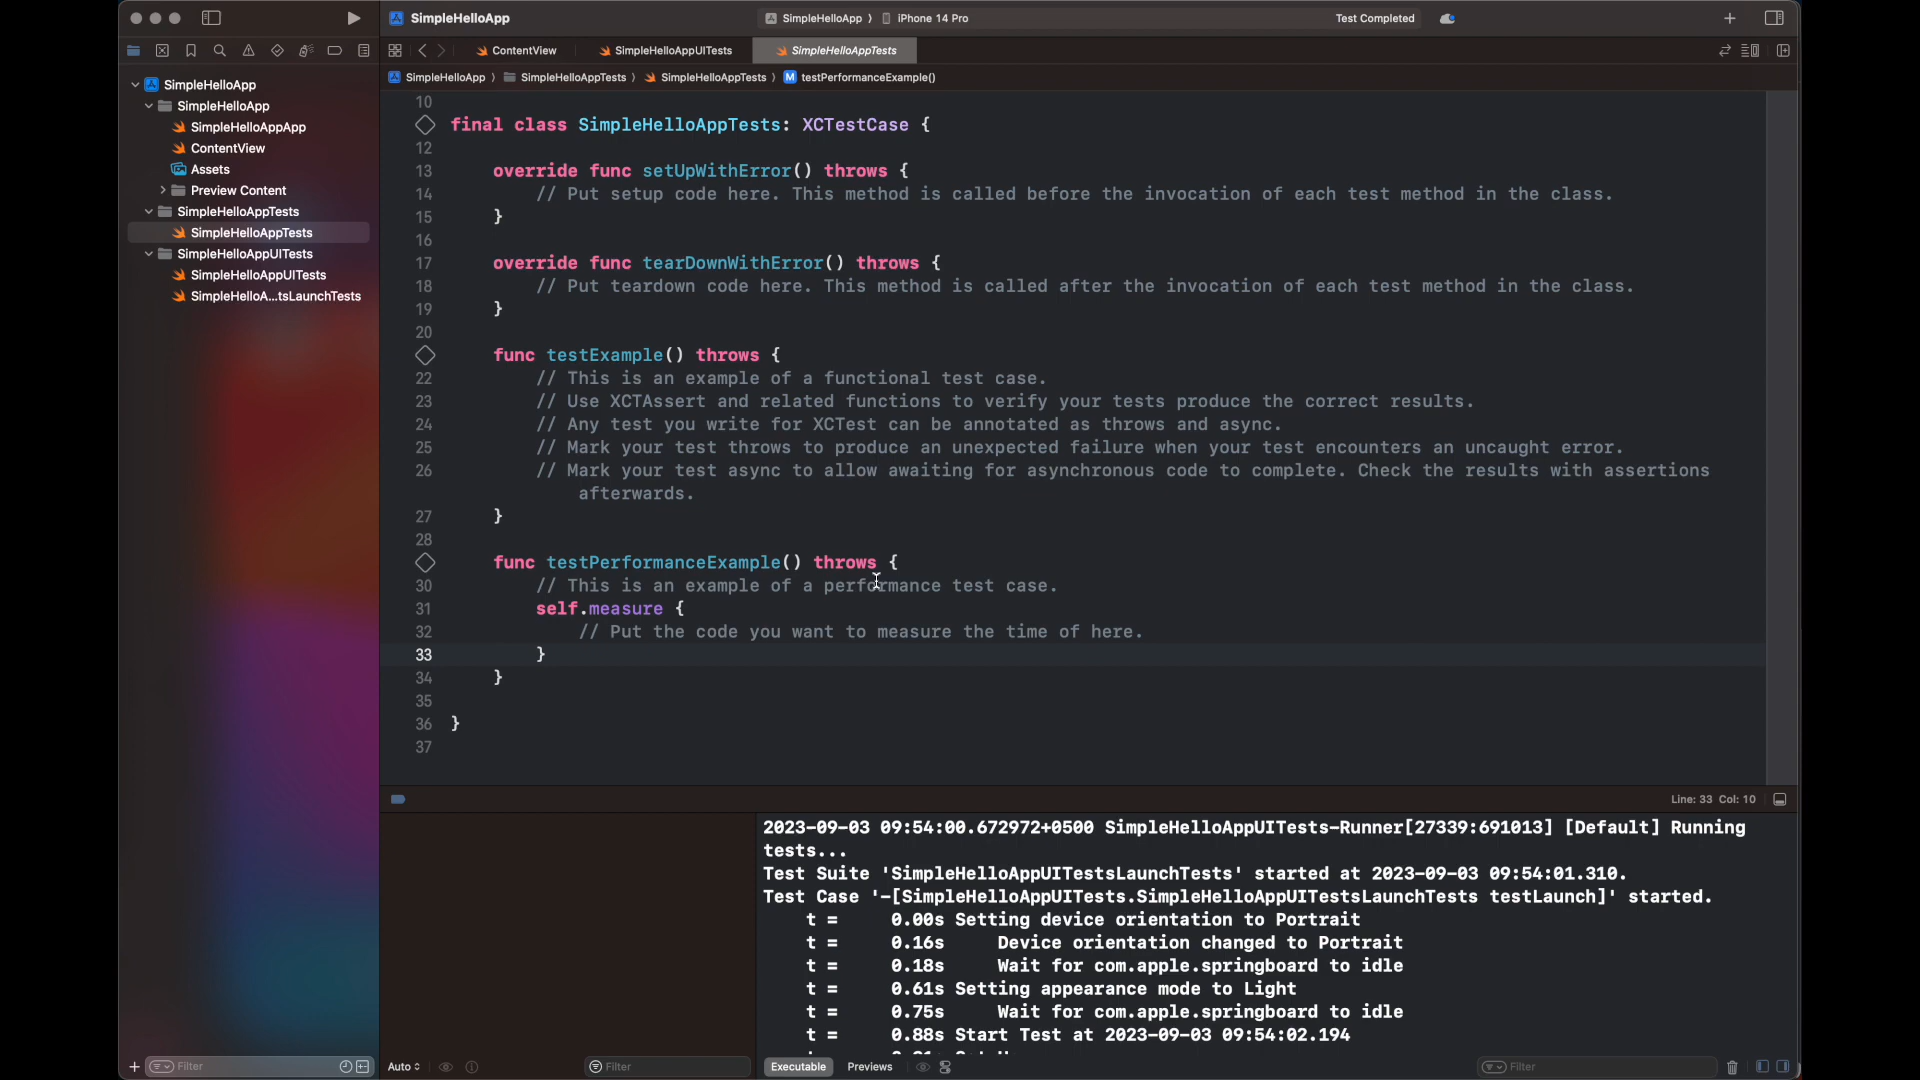 SimpleHelloApp
SimpleHelloApp ⟩ iPhone 14 Pro
Test Completed
ContentView
SimpleHelloAppUITests
SimpleHelloAppTests
SimpleHelloApp ⟩ SimpleHelloAppTests ⟩ SimpleHelloAppTests ⟩ M testPerformanceExample()
SimpleHelloApp
SimpleHelloApp
SimpleHelloAppApp
ContentView
Assets
Preview Content
SimpleHelloAppTests
SimpleHelloAppTests
SimpleHelloAppUITests
SimpleHelloAppUITests
SimpleHelloA...tsLaunchTests
Filter
10
final class SimpleHelloAppTests: XCTestCase {
12
13 override func setUpWithError() throws {
14 // Put setup code here. This method is called before the invocation of each test method in the class.
15 }
16
17 override func tearDownWithError() throws {
18 // Put teardown code here. This method is called after the invocation of each test method in the class.
19 }
20
func testExample() throws {
22 // This is an example of a functional test case.
23 // Use XCTAssert and related functions to verify your tests produce the correct results.
24 // Any test you write for XCTest can be annotated as throws and async.
25 // Mark your test throws to produce an unexpected failure when your test encounters an uncaught error.
26 // Mark your test async to allow awaiting for asynchronous code to complete. Check the results with assertions
afterwards.
27 }
28
func testPerformanceExample() throws {
30 // This is an example of a performance test case.
31 self.measure {
32 // Put the code you want to measure the time of here.
33 }
34 }
35
36 }
37
Line: 33 Col: 10
2023-09-03 09:54:00.672972+0500 SimpleHelloAppUITests-Runner[27339:691013] [Default] Running
tests...
Test Suite 'SimpleHelloAppUITestsLaunchTests' started at 2023-09-03 09:54:01.310.
Test Case '-[SimpleHelloAppUITests.SimpleHelloAppUITestsLaunchTests testLaunch]' started.
t = 0.00s Setting device orientation to Portrait
t = 0.16s Device orientation changed to Portrait
t = 0.18s Wait for com.apple.springboard to idle
t = 0.61s Setting appearance mode to Light
t = 0.75s Wait for com.apple.springboard to idle
t = 0.88s Start Test at 2023-09-03 09:54:02.194
Auto
Filter
Executable
Previews
Filter